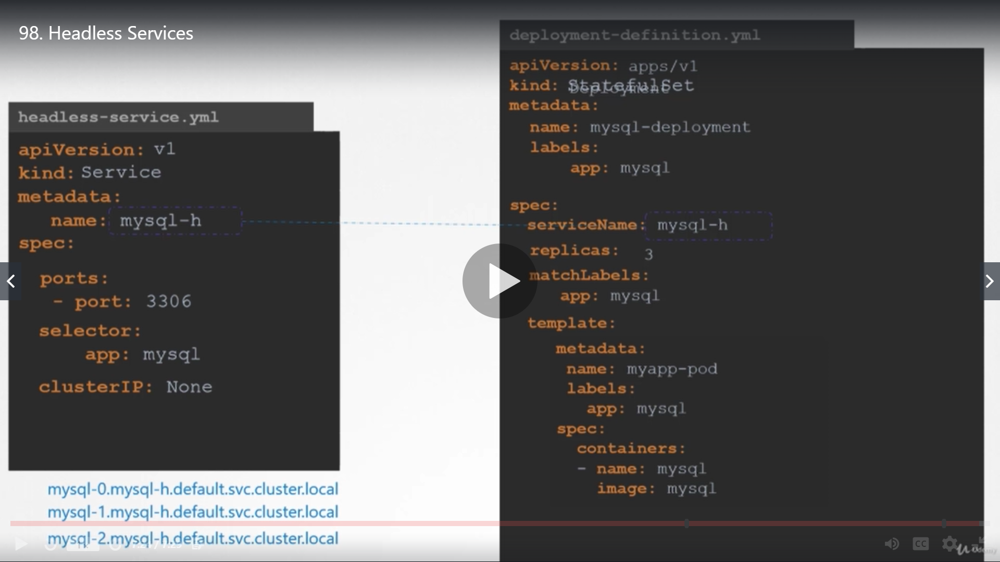 98. Headless Services
headless-service.yml
apiVersion: v1
kind: Service
metadata:
name: mysql-h
spec:
ports:
- port: 3306
selector:
app: mysql
clusterIP: None
mysql-0.mysql-h.default.svc.cluster.local
mysql-1.mysql-h.default.svc.cluster.local
mysql-2.mysql-h.default.svc.cluster.local
deployment-definition.yml
apiVersion: apps/v1
kind: StatefulSet
Deployment
metadata:
name: mysql-deployment
labels:
app: mysql
spec:
serviceName: mysql-h
replicas: 3
matchLabels:
app: mysql
template:
metadata:
name: myapp-pod
labels:
app: mysql
spec:
containers:
- name: mysql
image: mysql
CC
Udemy